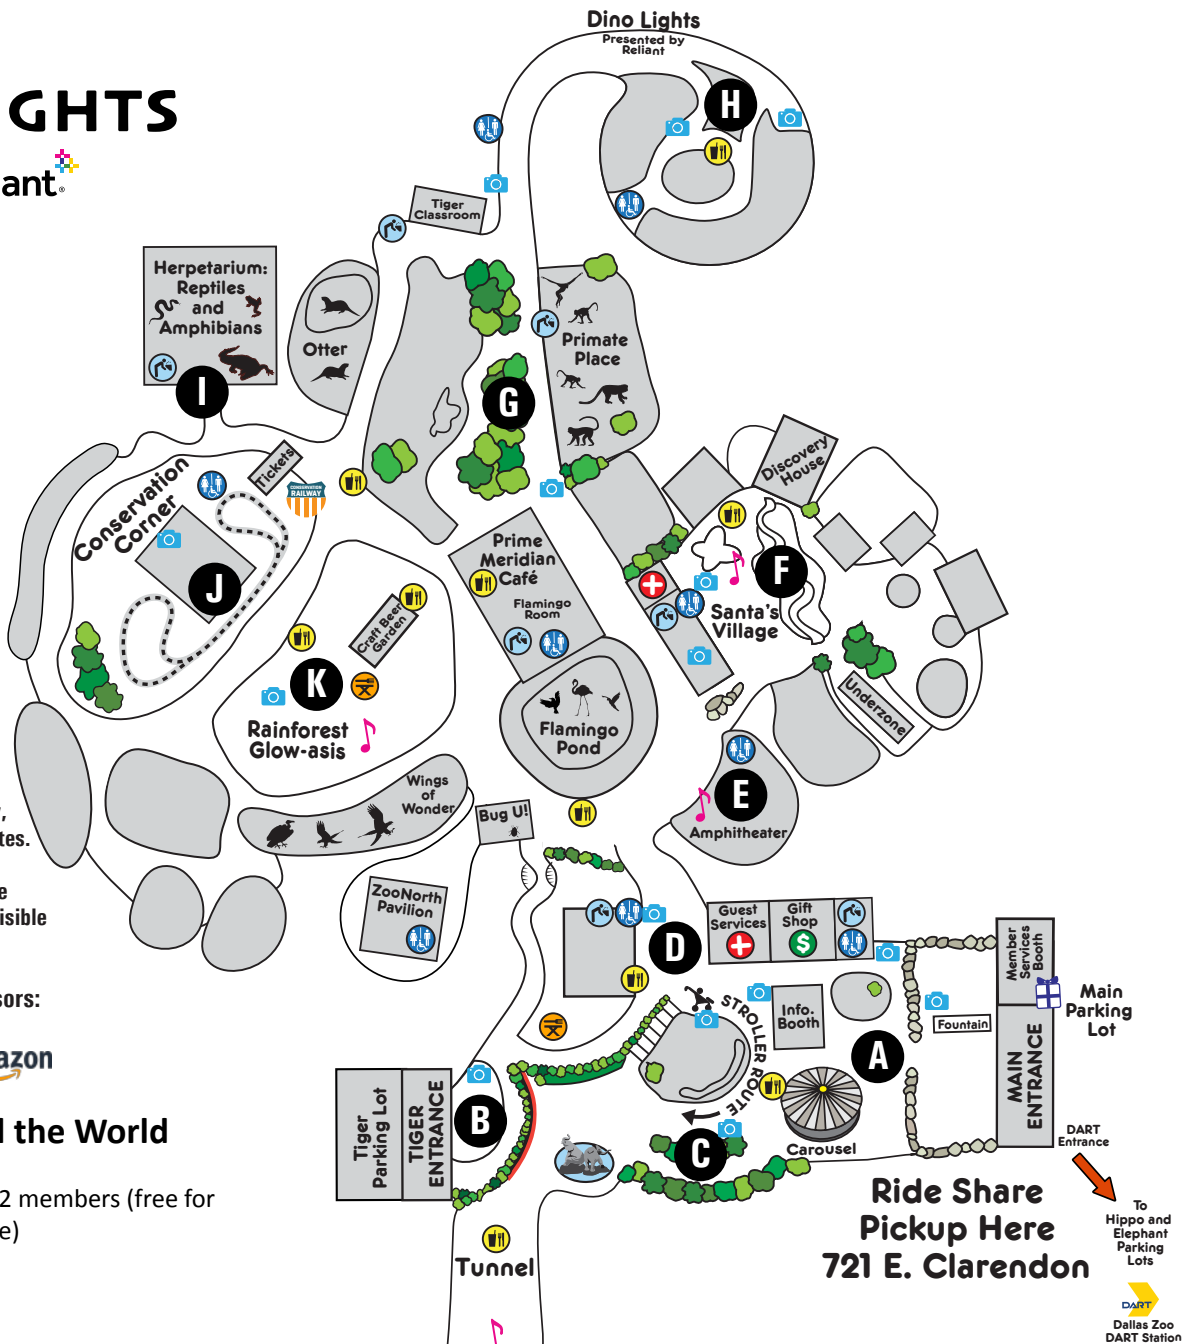 Dino Lights
Presented by
Reliant
GHTS
ant
H
Tiger
Classroom
Herpetarium:
Reptiles
and
Amphibians
Otter
Primate
Place
I
G
Discovery
House
Tickets
CONSERVATION
RAILWAY
Conservation
Corner
J
Prime
Meridian
Café
Flamingo
Room
Craft Beer
Garden
F
Santa's
Village
K
Rainforest
Glow-asis
Flamingo
Pond
Underzone
E
Amphitheater
Wings
of
Wonder
Bug U!
,
tes.
e
isible
ZooNorth
Pavilion
D
Guest
Services
Gift
Shop
$
Member
Services
Booth
Main
Parking
Lot
sors:
azon
STROLLER ROUTE
Info.
Booth
Fountain
A
MAIN
ENTRANCE
Tiger
Parking Lot
TIGER
ENTRANCE
B
C
Carousel
DART
Entrance
l the World
2 members (free for
e)
Ride Share
Pickup Here
721 E. Clarendon
To
Hippo and
Elephant
Parking
Lots
Tunnel
DART
Dallas Zoo
DART Station